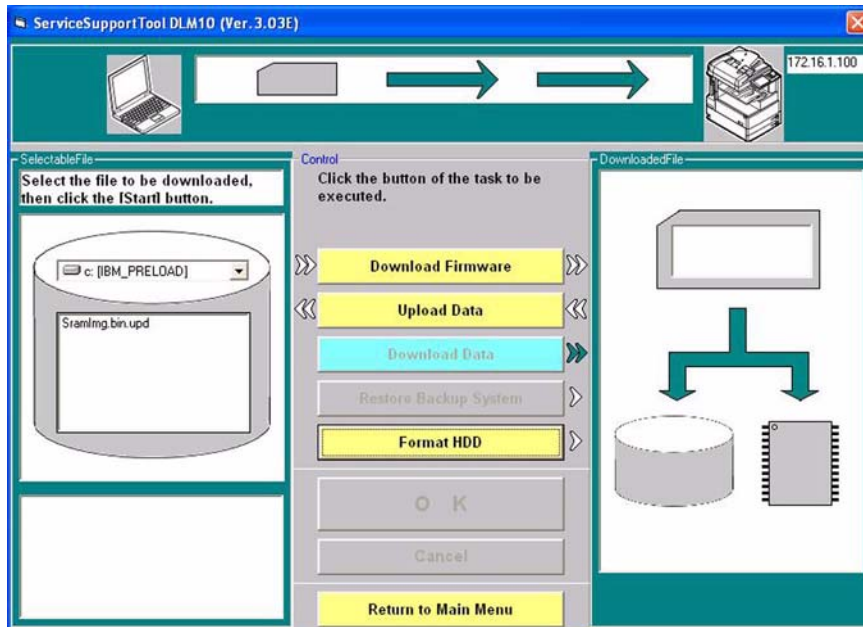 ServiceSupportTool DLM10 (Ver.3.03E)
172.16.1.100
SelectableFile
Select the file to be downloaded,
then click the [Start] button.
c: [IBM_PRELOAD]
SramImg.bin.upd
Control
Click the button of the task to be
executed.
Download Firmware
Upload Data
Download Data
Restore Backup System
Format HDD
O K
Cancel
Return to Main Menu
DownloadedFile